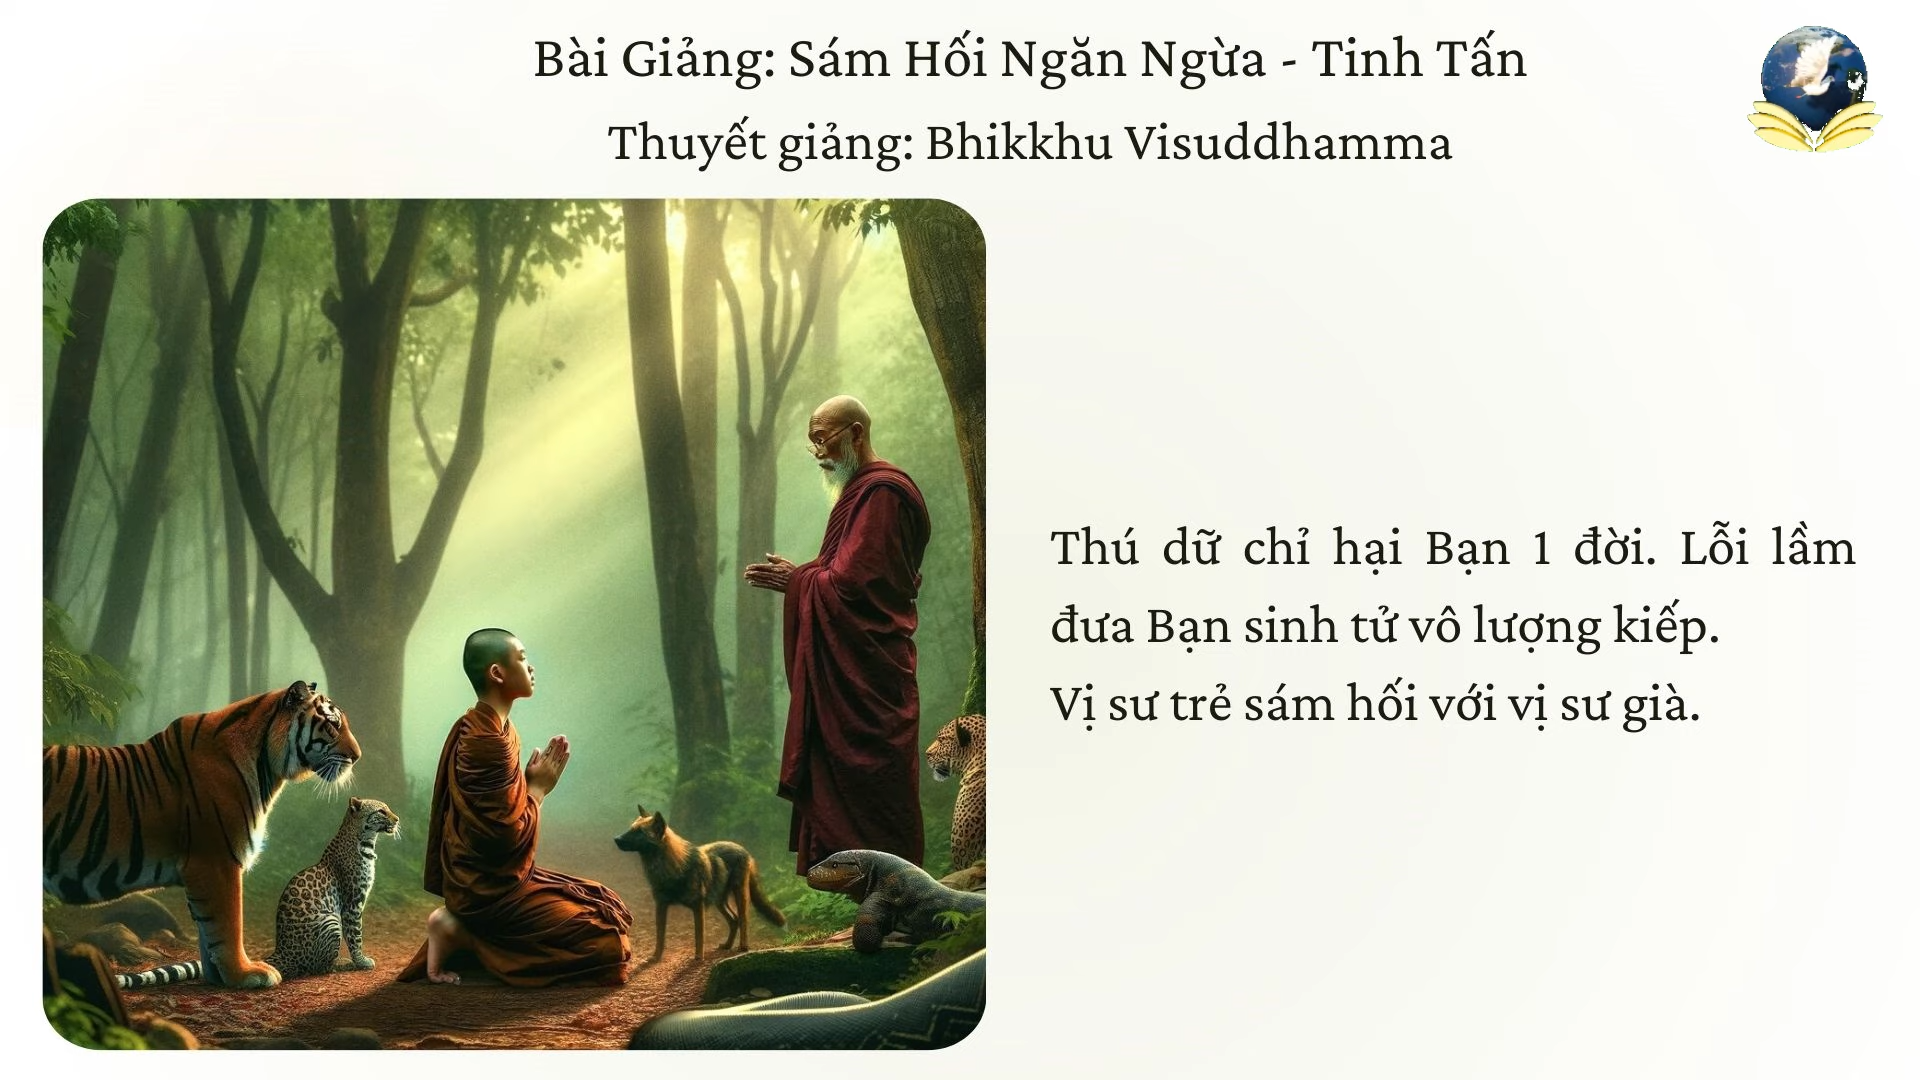 Bài Giảng: Sám Hối Ngăn Ngừa - Tinh Tấn
Thuyết giảng: Bhikkhu Visuddhamma
Thú dữ chỉ hại Bạn 1 đời. Lỗi lầm
đưa Bạn sinh tử vô lượng kiếp.
Vị sư trẻ sám hối với vị sư già.